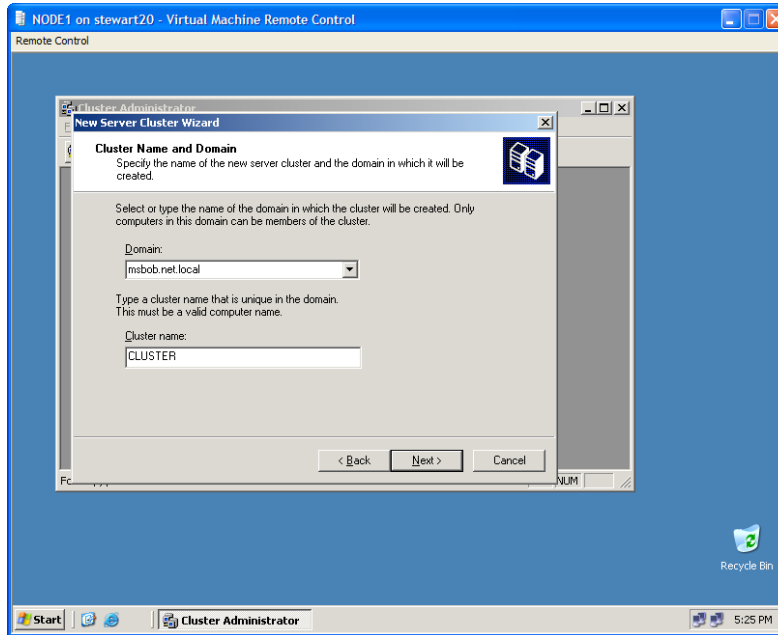 NODE1 on stewart20 - Virtual Machine Remote Control
Remote Control
Cluster Administrator
New Server Cluster Wizard
Cluster Name and Domain
Specify the name of the new server cluster and the domain in which it will be
created.
Select or type the name of the domain in which the cluster will be created. Only
computers in this domain can be members of the cluster.
Domain:
msbob.net.local
Type a cluster name that is unique in the domain.
This must be a valid computer name.
Cluster name:
CLUSTER
< Back
Next >
Cancel
NUM
Recycle Bin
Start
Cluster Administrator
5:25 PM